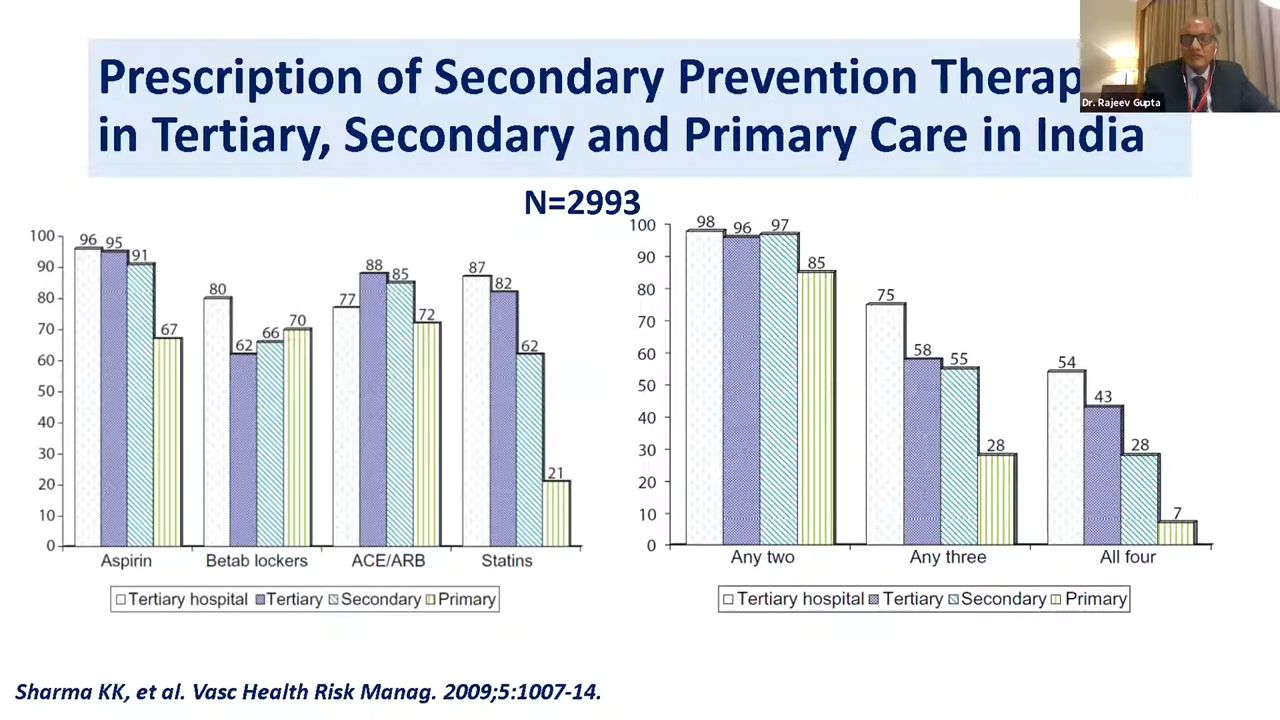 Prescription of Secondary Prevention Therap
in Tertiary, Secondary and Primary Care in India
Dr. Rajeev Gupta
N=2993
100
90
80
70
60
50
40
30
20
10
0
96 95 91 67
80 62 66 70
77 88 85 72
87 82 62 21
Aspirin Betab lockers ACE/ARB Statins
Tertiary hospital Tertiary Secondary Primary
100
90
80
70
60
50
40
30
20
10
0
98 96 97 85
75 58 55 28
54 43 28 7
Any two Any three All four
Tertiary hospital Tertiary Secondary Primary
Sharma KK, et al. Vasc Health Risk Manag. 2009;5:1007-14.